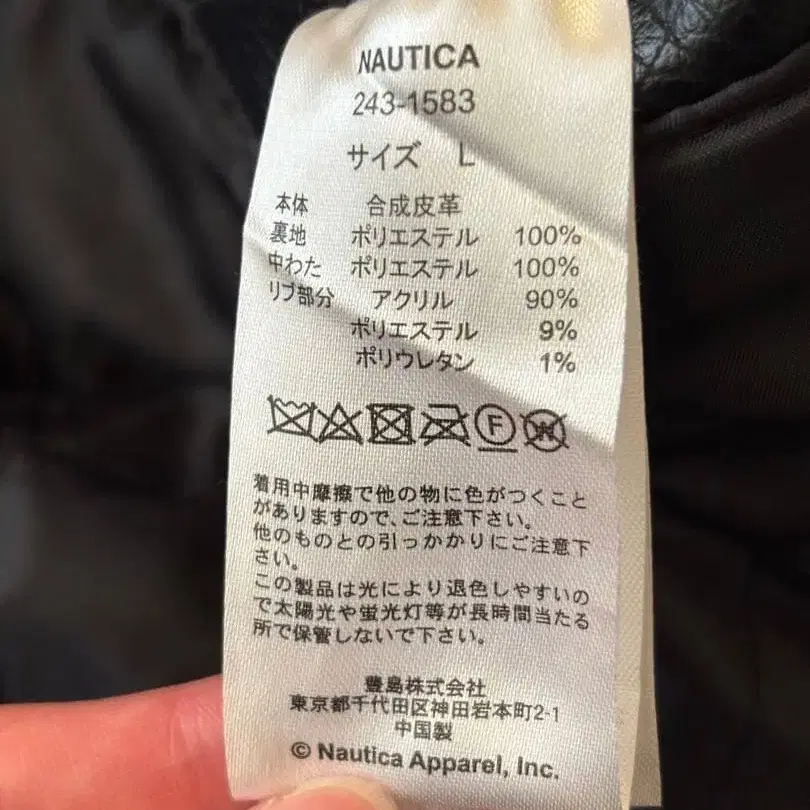 NAUTICA
243-1583
サイズ L
本体 合成皮革
裏地 ポリエステル 100%
中わた ポリエステル 100%
リブ部分 アクリル 90%
ポリエステル 9%
ポリウレタン 1%
F W
着用中摩擦で他の物に色がつくこと
がありますので、ご注意下さい。
他のものとの引っかかりにご注意下
さい。
この製品は光により退色しやすいの
で太陽光や蛍光灯等が長時間当たる
所で保管しないで下さい。
豊島株式会社
東京都千代田区神田岩本町2-1
中国製
© Nautica Apparel, Inc.